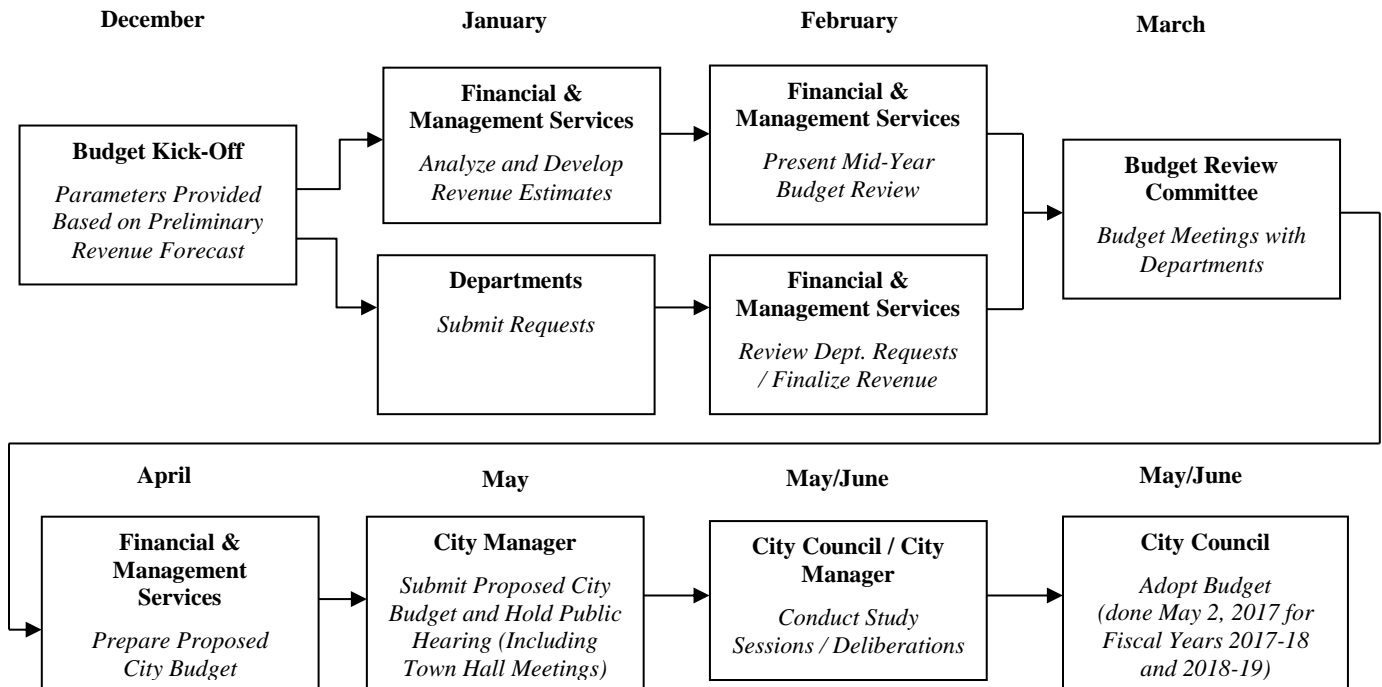 December
January
February
March
Budget Kick-Off
Parameters Provided
Based on Preliminary
Revenue Forecast
Financial &
Management Services
Analyze and Develop
Revenue Estimates
Departments
Submit Requests
Financial &
Management Services
Present Mid-Year
Budget Review
Financial &
Management Services
Review Dept. Requests
/ Finalize Revenue
Budget Review
Committee
Budget Meetings with
Departments
April
May
May/June
May/June
Financial &
Management
Services
Prepare Proposed
City Budget
City Manager
Submit Proposed City
Budget and Hold Public
Hearing (Including
Town Hall Meetings)
City Council / City
Manager
Conduct Study
Sessions / Deliberations
City Council
Adopt Budget
(done May 2, 2017 for
Fiscal Years 2017-18
and 2018-19)